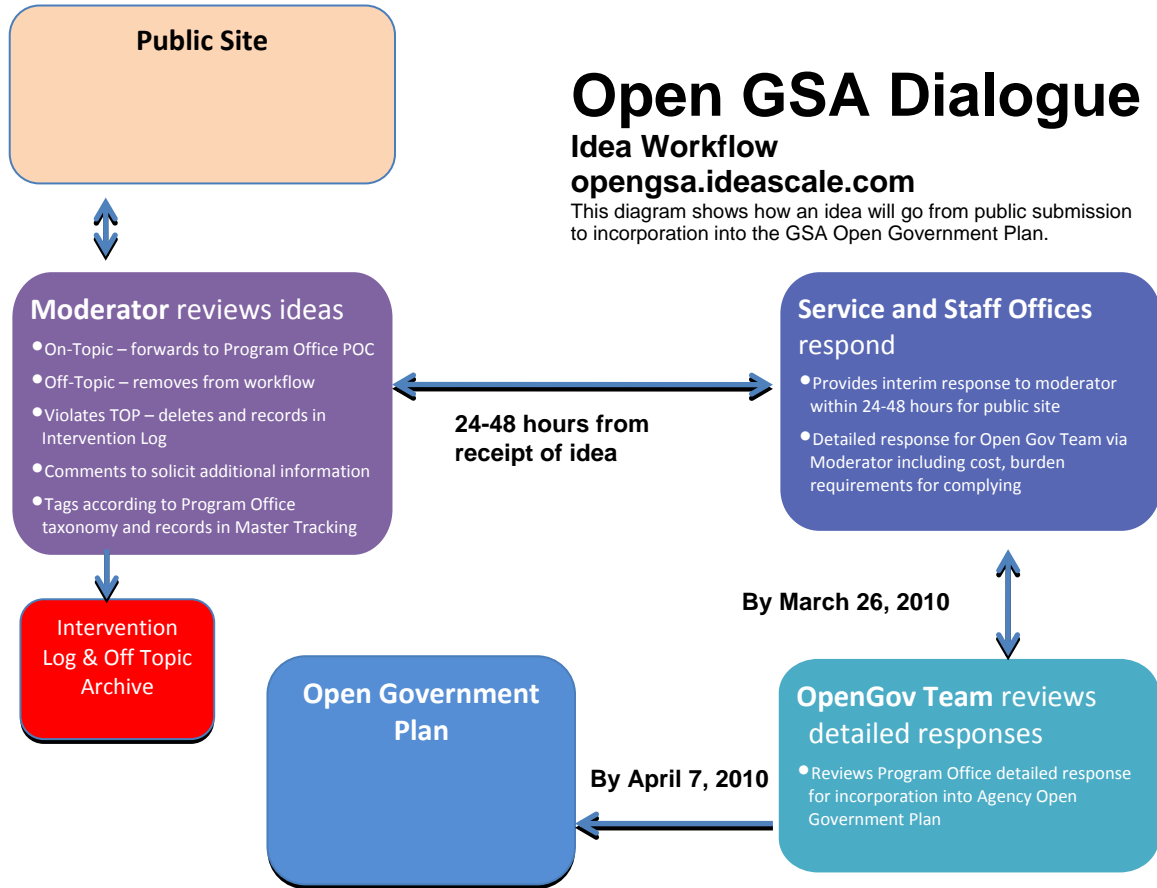 Public Site
Open GSA Dialogue
Idea Workflow
opengsa.ideascale.com
This diagram shows how an idea will go from public submission
to incorporation into the GSA Open Government Plan.
Moderator reviews ideas
•On-Topic – forwards to Program Office POC
•Off-Topic – removes from workflow
•Violates TOP – deletes and records in
Intervention Log
•Comments to solicit additional information
•Tags according to Program Office
taxonomy and records in Master Tracking
24-48 hours from
receipt of idea
Service and Staff Offices
respond
•Provides interim response to moderator
within 24-48 hours for public site
•Detailed response for Open Gov Team via
Moderator including cost, burden
requirements for complying
Intervention
Log & Off Topic
Archive
By March 26, 2010
OpenGov Team reviews
detailed responses
•Reviews Program Office detailed response
for incorporation into Agency Open
Government Plan
By April 7, 2010
Open Government
Plan